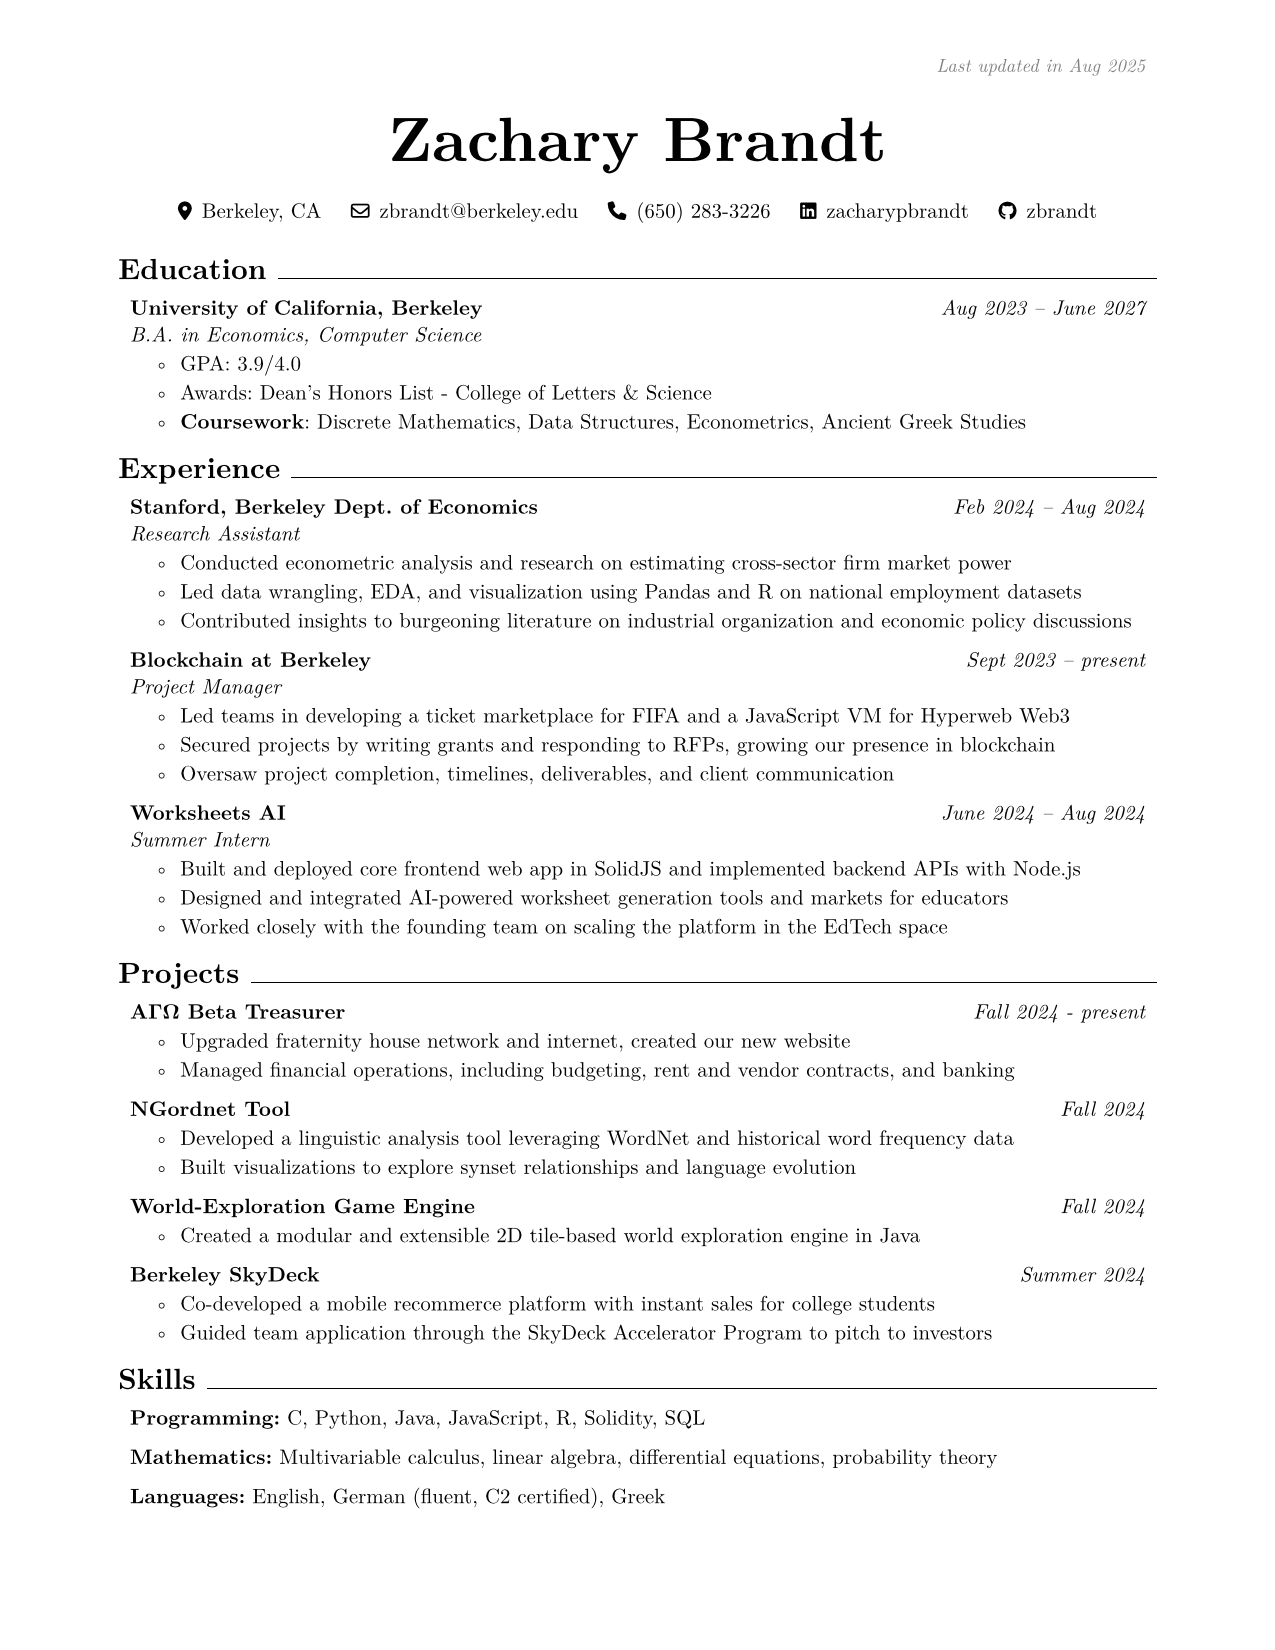 Last updated in Aug 2025
Zachary Brandt
Berkeley, CA zbrandt@berkeley.edu (650) 283-3226 zacharypbrandt zbrandt
Education
University of California, Berkeley Aug 2023 – June 2027
B.A. in Economics, Computer Science
◦ GPA: 3.9/4.0
◦ Awards: Dean's Honors List - College of Letters & Science
◦ Coursework: Discrete Mathematics, Data Structures, Econometrics, Ancient Greek Studies
Experience
Stanford, Berkeley Dept. of Economics Feb 2024 – Aug 2024
Research Assistant
◦ Conducted econometric analysis and research on estimating cross-sector firm market power
◦ Led data wrangling, EDA, and visualization using Pandas and R on national employment datasets
◦ Contributed insights to burgeoning literature on industrial organization and economic policy discussions
Blockchain at Berkeley Sept 2023 – present
Project Manager
◦ Led teams in developing a ticket marketplace for FIFA and a JavaScript VM for Hyperweb Web3
◦ Secured projects by writing grants and responding to RFPs, growing our presence in blockchain
◦ Oversaw project completion, timelines, deliverables, and client communication
Worksheets AI June 2024 – Aug 2024
Summer Intern
◦ Built and deployed core frontend web app in SolidJS and implemented backend APIs with Node.js
◦ Designed and integrated AI-powered worksheet generation tools and markets for educators
◦ Worked closely with the founding team on scaling the platform in the EdTech space
Projects
ΑΓΩ Beta Treasurer Fall 2024 - present
◦ Upgraded fraternity house network and internet, created our new website
◦ Managed financial operations, including budgeting, rent and vendor contracts, and banking
NGordnet Tool Fall 2024
◦ Developed a linguistic analysis tool leveraging WordNet and historical word frequency data
◦ Built visualizations to explore synset relationships and language evolution
World-Exploration Game Engine Fall 2024
◦ Created a modular and extensible 2D tile-based world exploration engine in Java
Berkeley SkyDeck Summer 2024
◦ Co-developed a mobile recommerce platform with instant sales for college students
◦ Guided team application through the SkyDeck Accelerator Program to pitch to investors
Skills
Programming: C, Python, Java, JavaScript, R, Solidity, SQL
Mathematics: Multivariable calculus, linear algebra, differential equations, probability theory
Languages: English, German (fluent, C2 certified), Greek